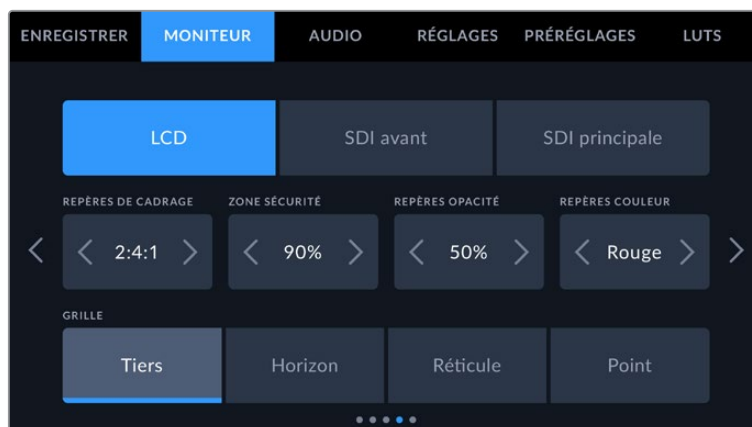 ENREGISTRER MONITEUR AUDIO RÉGLAGES PRÉRÉGLAGES LUTS
LCD SDI avant SDI principale
REPÈRES DE CADRAGE ZONE SÉCURITÉ REPÈRES OPACITÉ REPÈRES COULEUR
2:4:1 90% 50% Rouge
GRILLE
Tiers Horizon Réticule Point